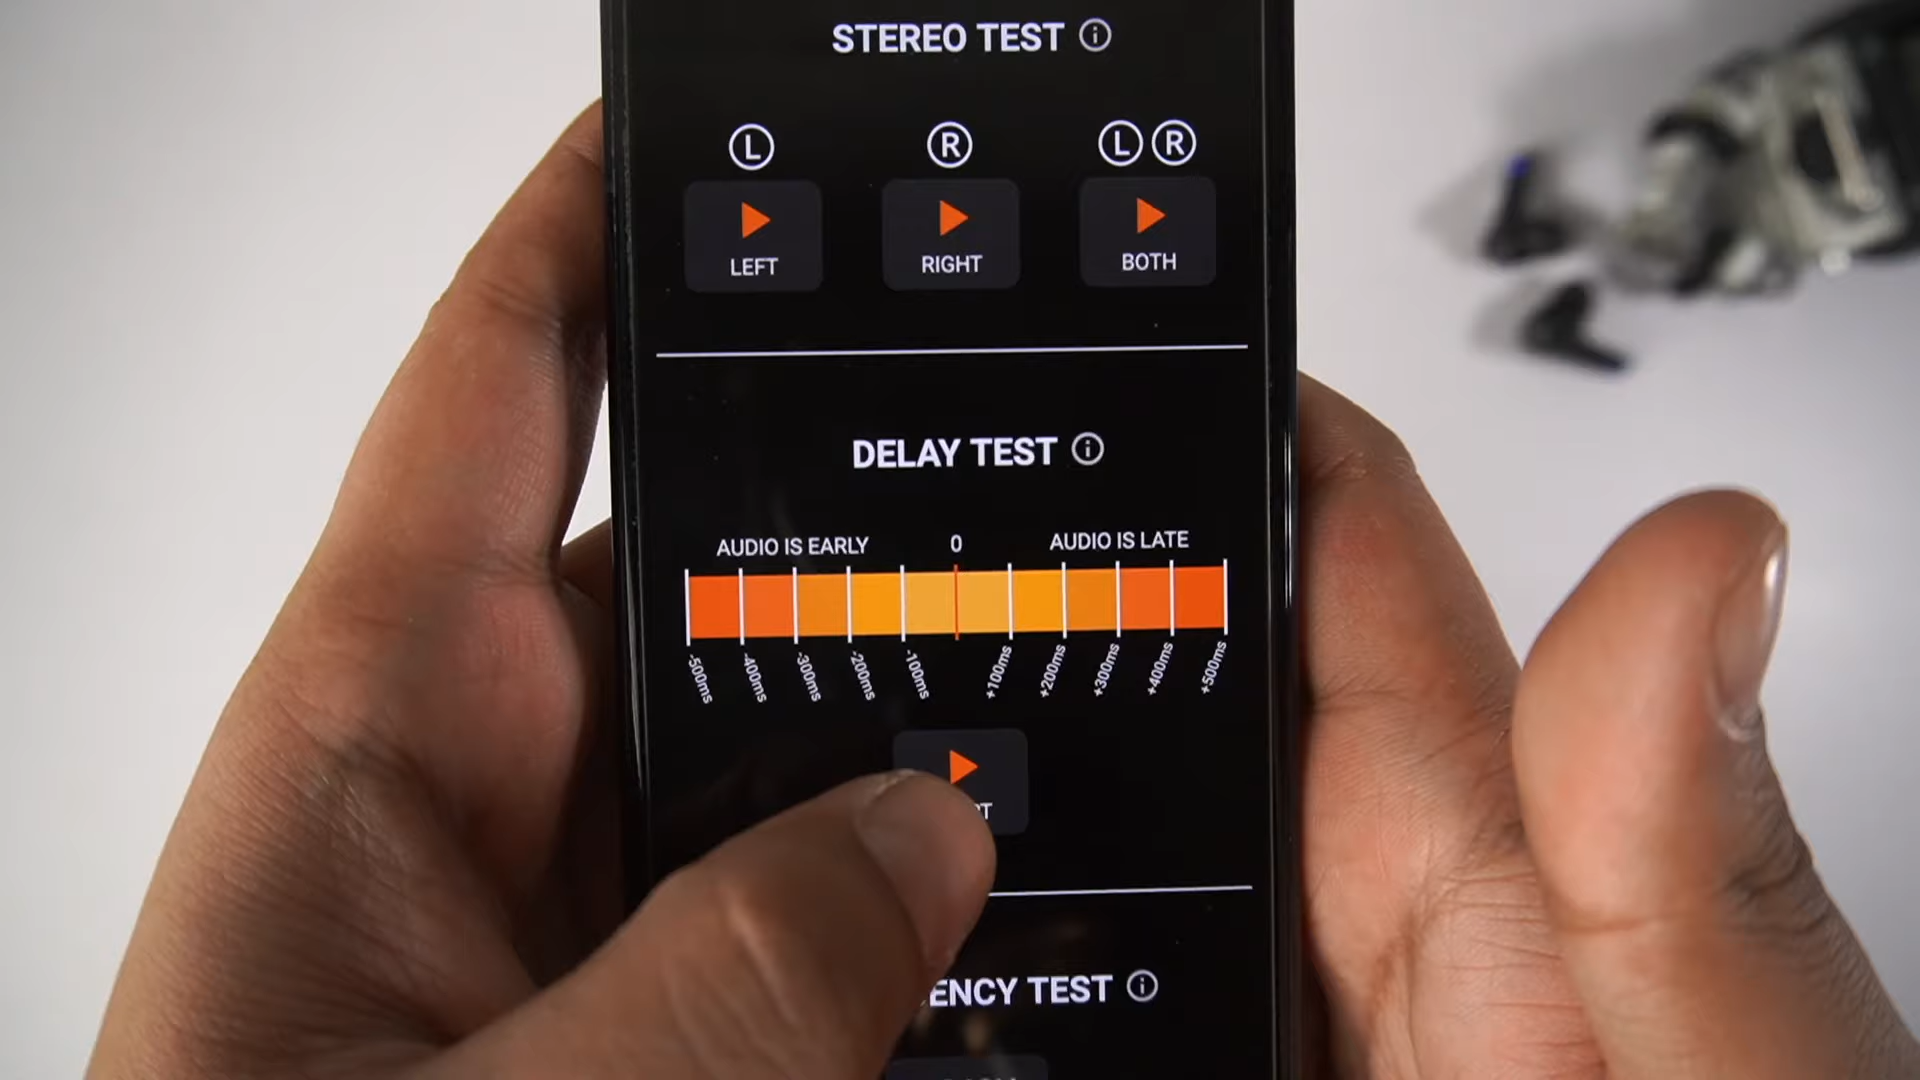 STEREO TEST
L R L R
LEFT RIGHT BOTH
DELAY TEST
AUDIO IS EARLY 0 AUDIO IS LATE
-500ms -400ms -300ms -200ms -100ms +100ms +200ms +300ms +400ms +500ms
TEST